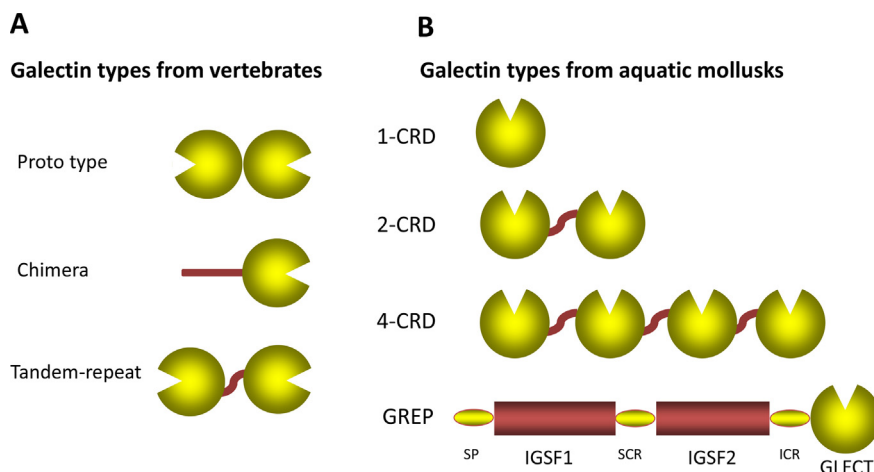 A
Galectin types from vertebrates
Proto type
Chimera
Tandem-repeat
B
Galectin types from aquatic mollusks
1-CRD
2-CRD
4-CRD
GREP
SP
IGSF1
SCR
IGSF2
ICR
GLECT